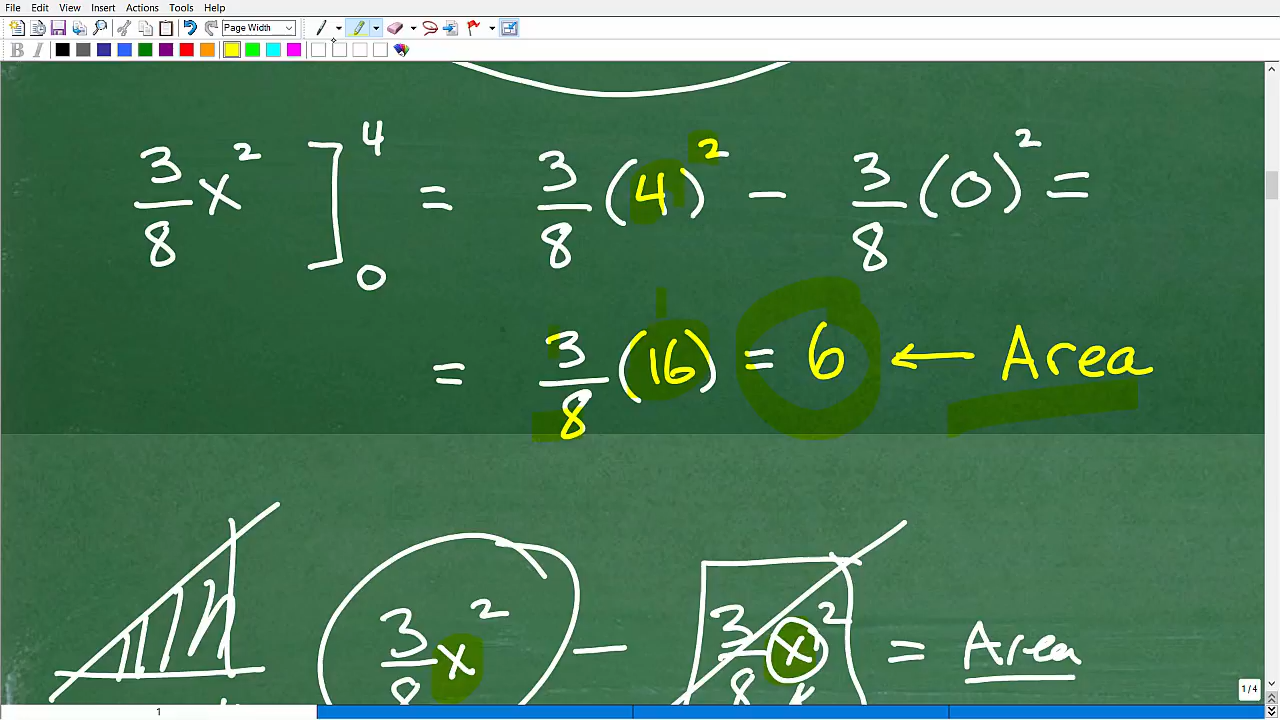 File Edit View Insert Actions Tools Help
Page Width
B I
3/8 x² ]₀⁴ = 3/8 (4)² − 3/8 (0)² =
= 3/8 (16) = 6 ← Area
3/8 x² − 3/8 x² = Area
1/4
1